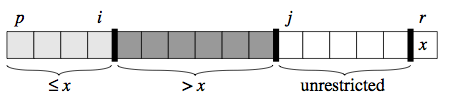 p i j r
x
≤ x > x unrestricted